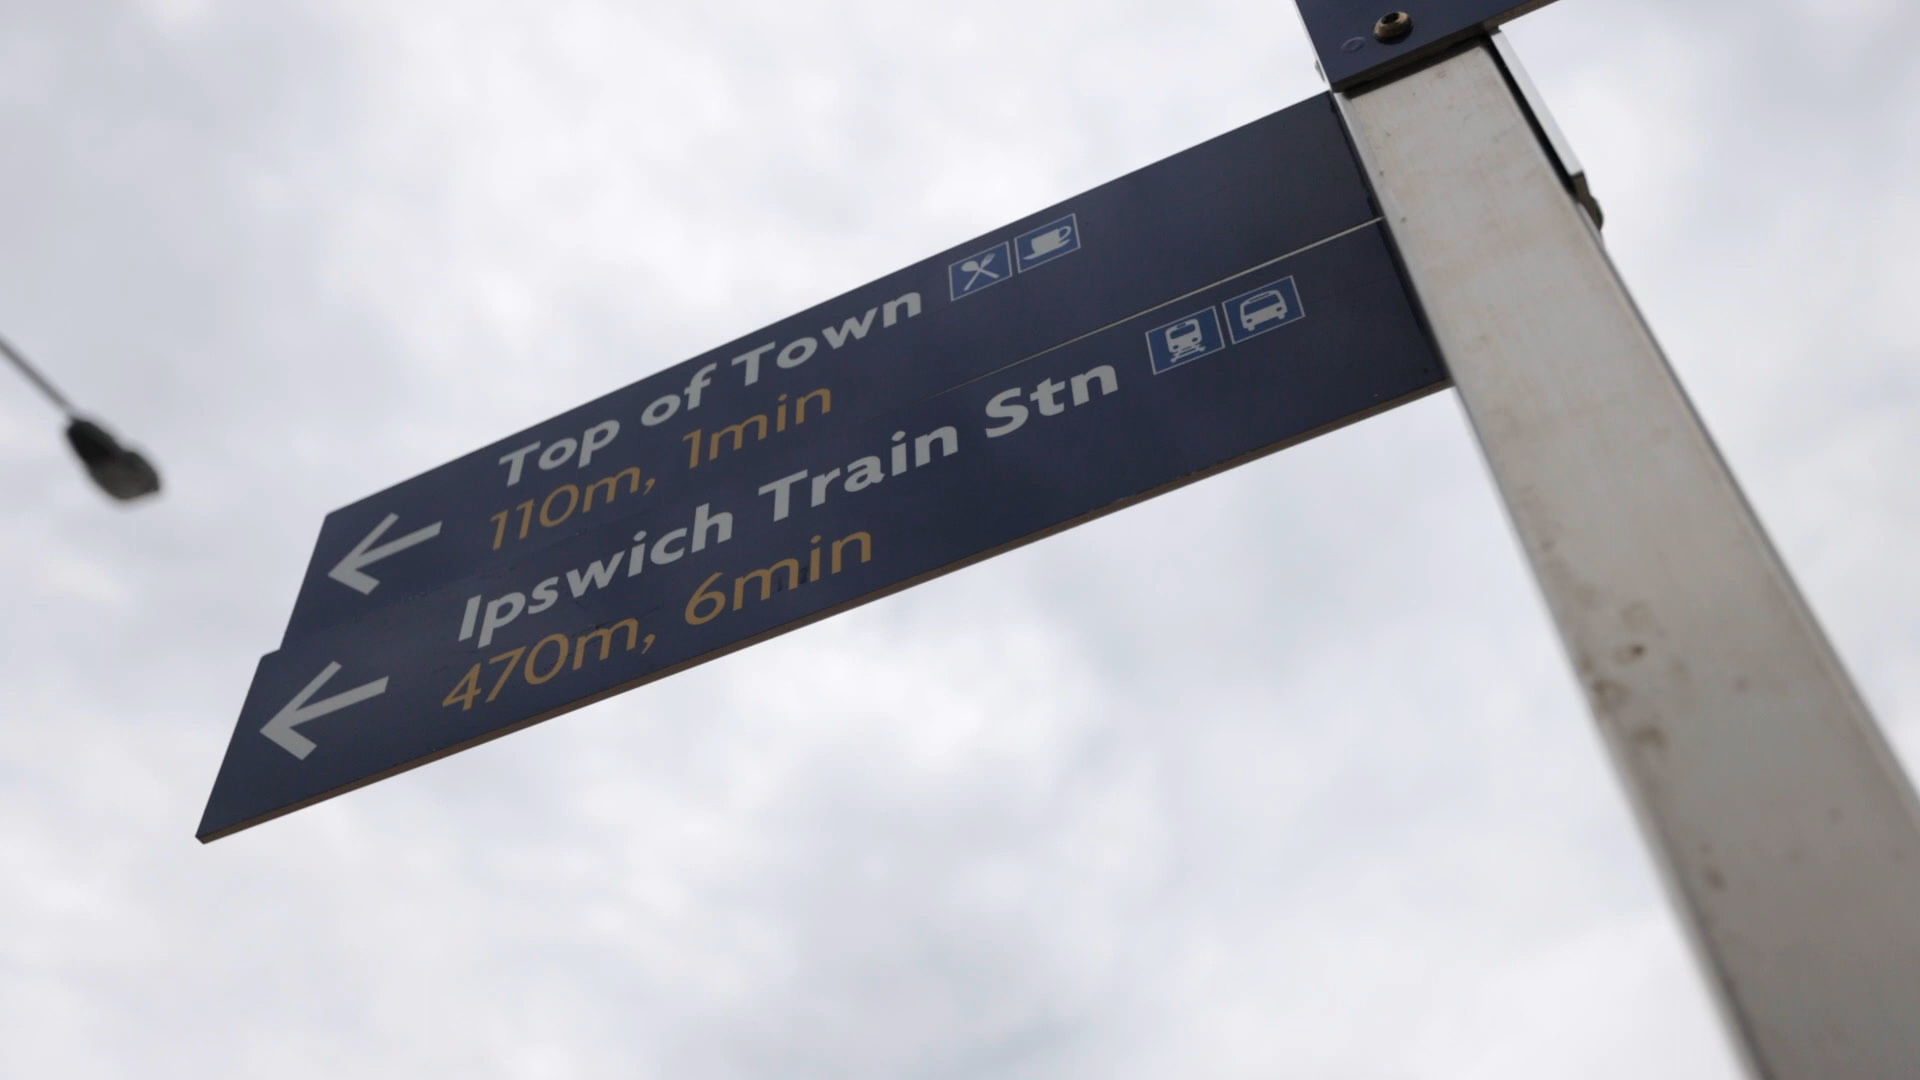 Top of Town
110m, 1min
Ipswich Train Stn
470m, 6min